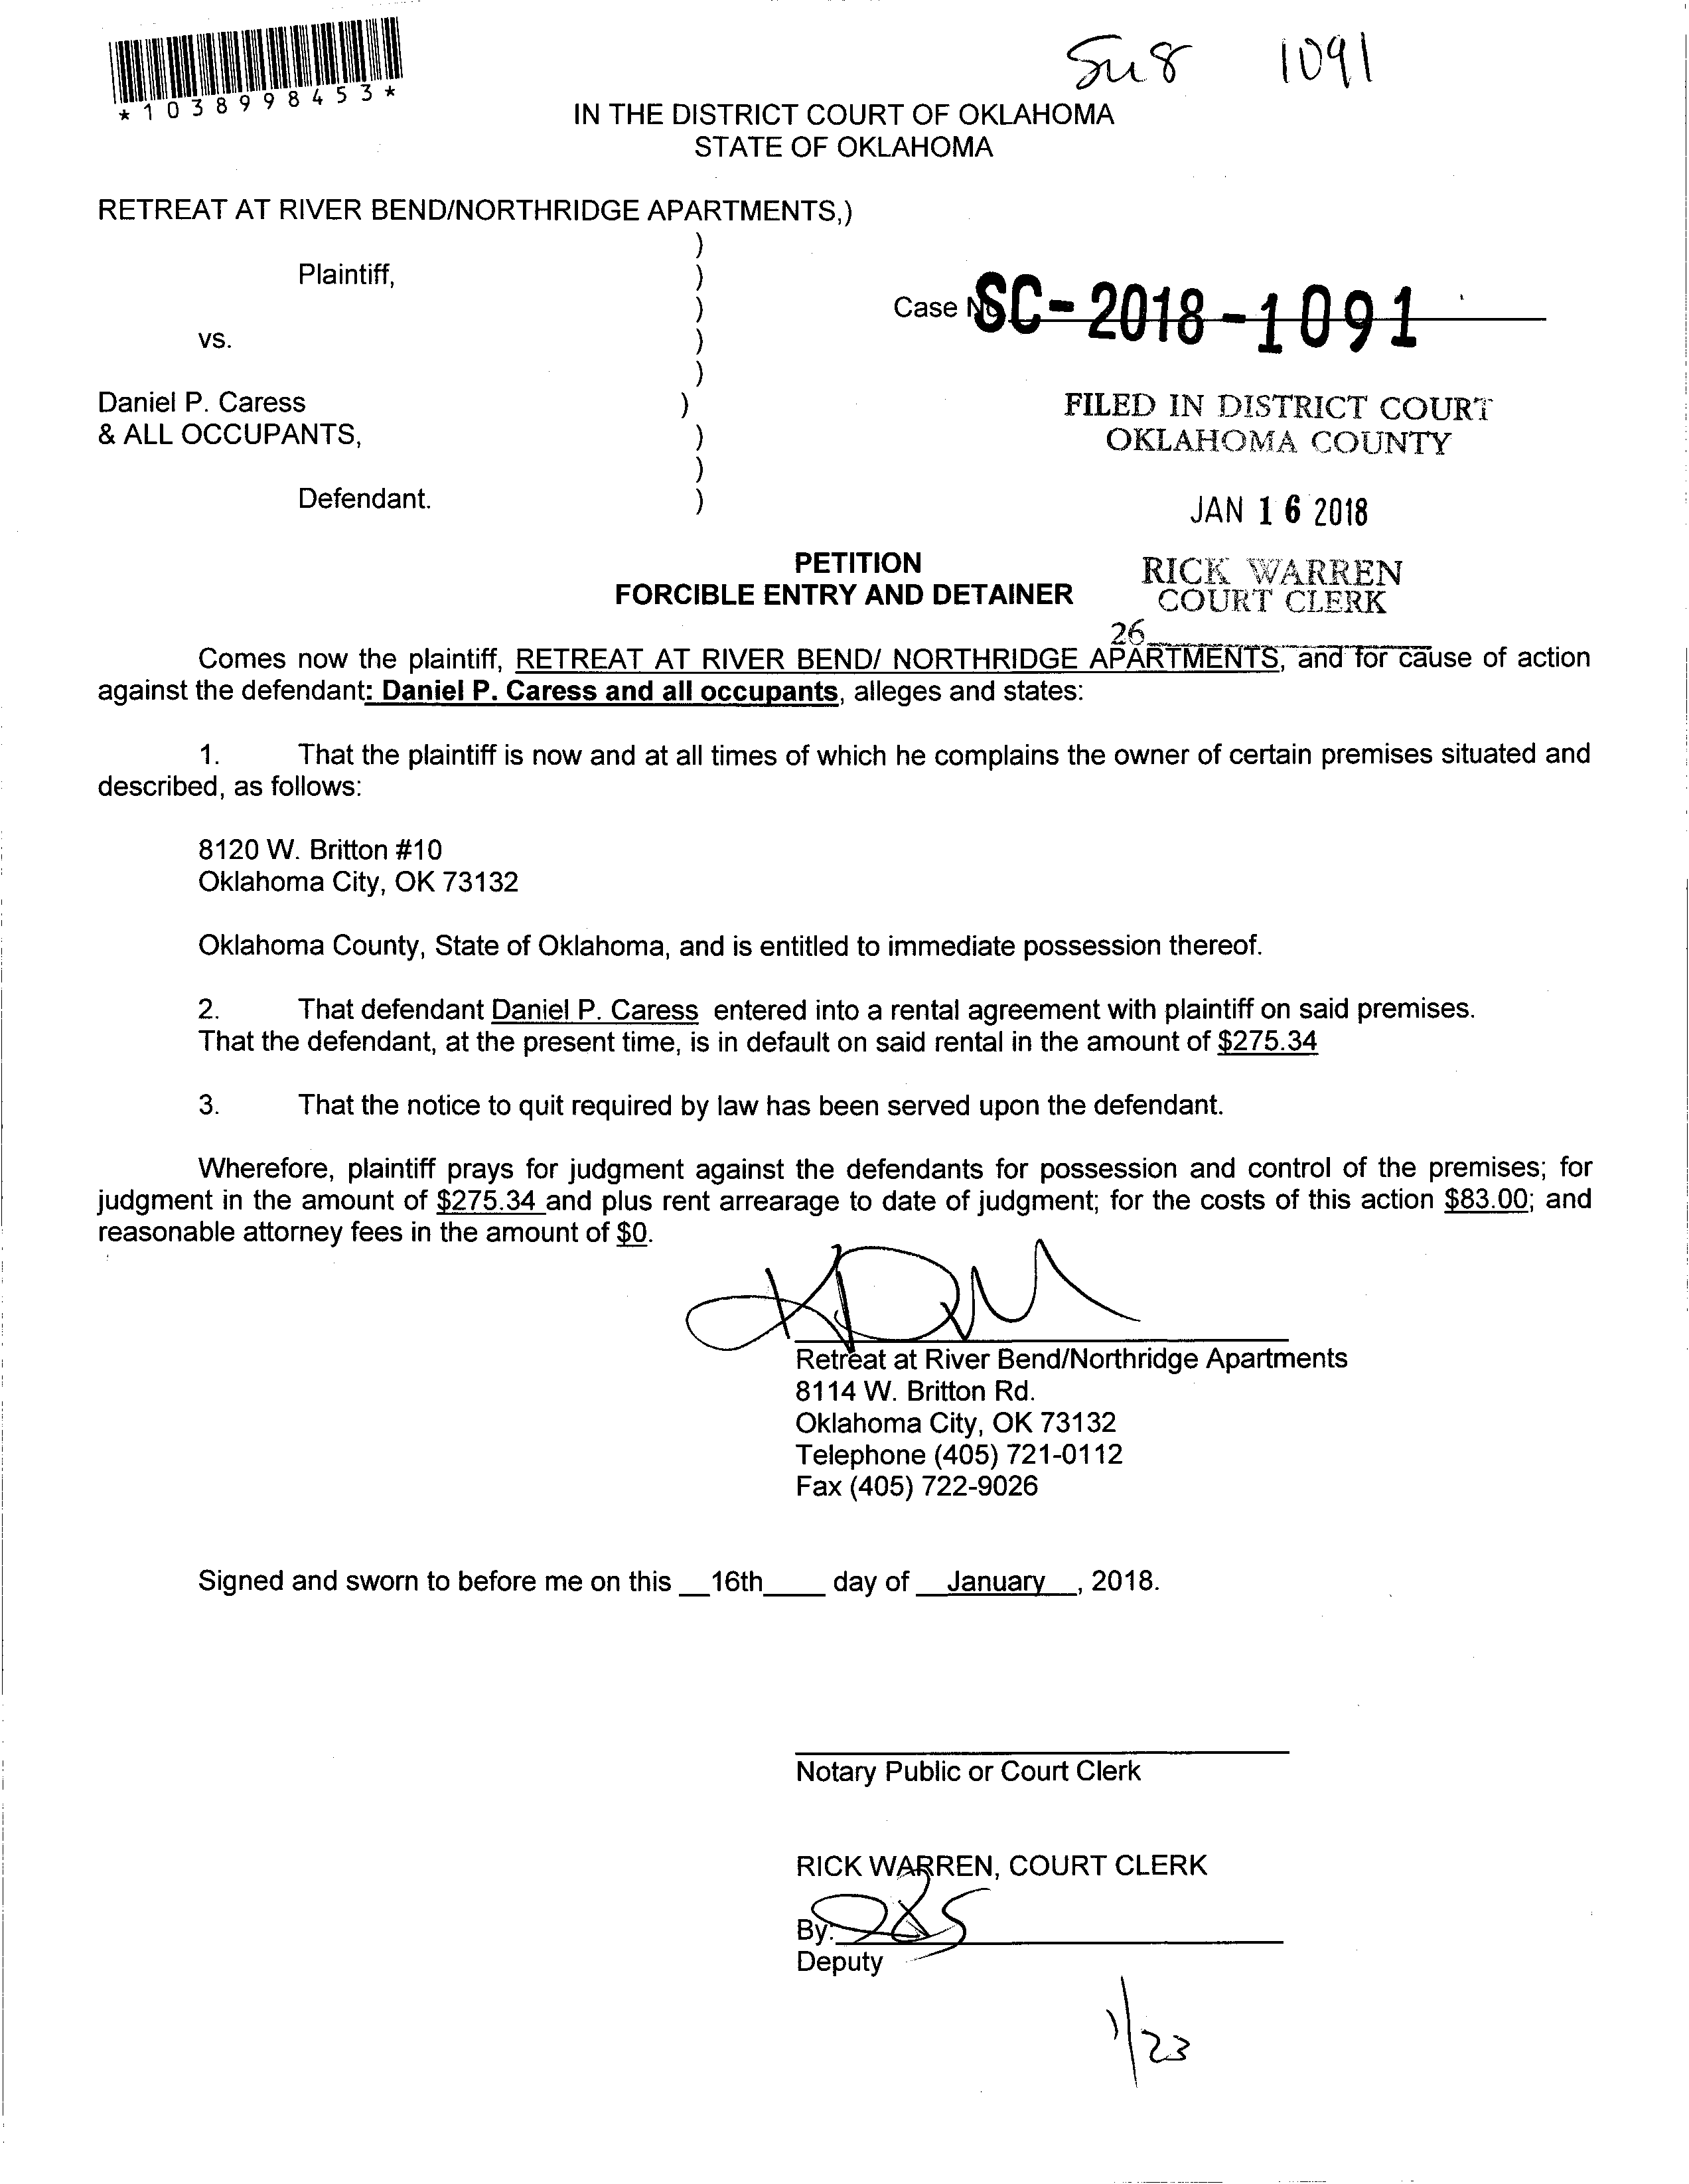 *1038998453*
1091
IN THE DISTRICT COURT OF OKLAHOMA
STATE OF OKLAHOMA
RETREAT AT RIVER BEND/NORTHRIDGE APARTMENTS,)
)
Plaintiff, )
) Case No. SC-2018-1091
vs. )
)
Daniel P. Caress )
& ALL OCCUPANTS, )
)
Defendant. )
FILED IN DISTRICT COURT
OKLAHOMA COUNTY
JAN 16 2018
RICK WARREN
COURT CLERK
26
PETITION
FORCIBLE ENTRY AND DETAINER
Comes now the plaintiff, RETREAT AT RIVER BEND/ NORTHRIDGE APARTMENTS, and for cause of action
against the defendant: Daniel P. Caress and all occupants, alleges and states:
1. That the plaintiff is now and at all times of which he complains the owner of certain premises situated and
described, as follows:
8120 W. Britton #10
Oklahoma City, OK 73132
Oklahoma County, State of Oklahoma, and is entitled to immediate possession thereof.
2. That defendant Daniel P. Caress entered into a rental agreement with plaintiff on said premises.
That the defendant, at the present time, is in default on said rental in the amount of $275.34
3. That the notice to quit required by law has been served upon the defendant.
Wherefore, plaintiff prays for judgment against the defendants for possession and control of the premises; for
judgment in the amount of $275.34 and plus rent arrearage to date of judgment; for the costs of this action $83.00; and
reasonable attorney fees in the amount of $0.
Retreat at River Bend/Northridge Apartments
8114 W. Britton Rd.
Oklahoma City, OK 73132
Telephone (405) 721-0112
Fax (405) 722-9026
Signed and sworn to before me on this __16th____ day of __January__, 2018.
Notary Public or Court Clerk
RICK WARREN, COURT CLERK
By:
Deputy
1/23